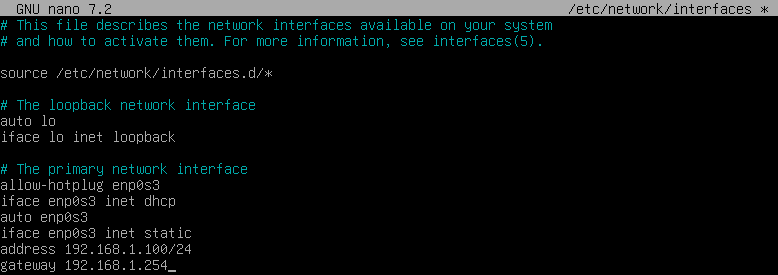 GNU nano 7.2 /etc/network/interfaces *
# This file describes the network interfaces available on your system
# and how to activate them. For more information, see interfaces(5).
source /etc/network/interfaces.d/*
# The loopback network interface
auto lo
iface lo inet loopback
# The primary network interface
allow-hotplug enp0s3
iface enp0s3 inet dhcp
auto enp0s3
iface enp0s3 inet static
address 192.168.1.100/24
gateway 192.168.1.254_